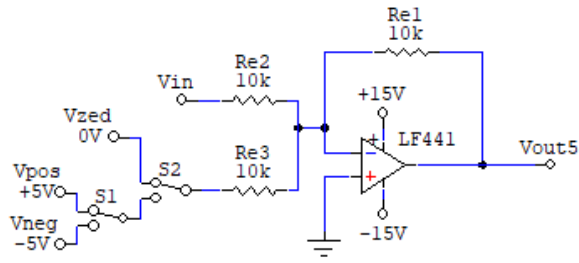 Re1
10k
Re2
10k
Vin
+15V
Vzed
0V
LF441
Vout5
Re3
10k
S2
Vpos
+5V
S1
Vneg
-5V
-15V